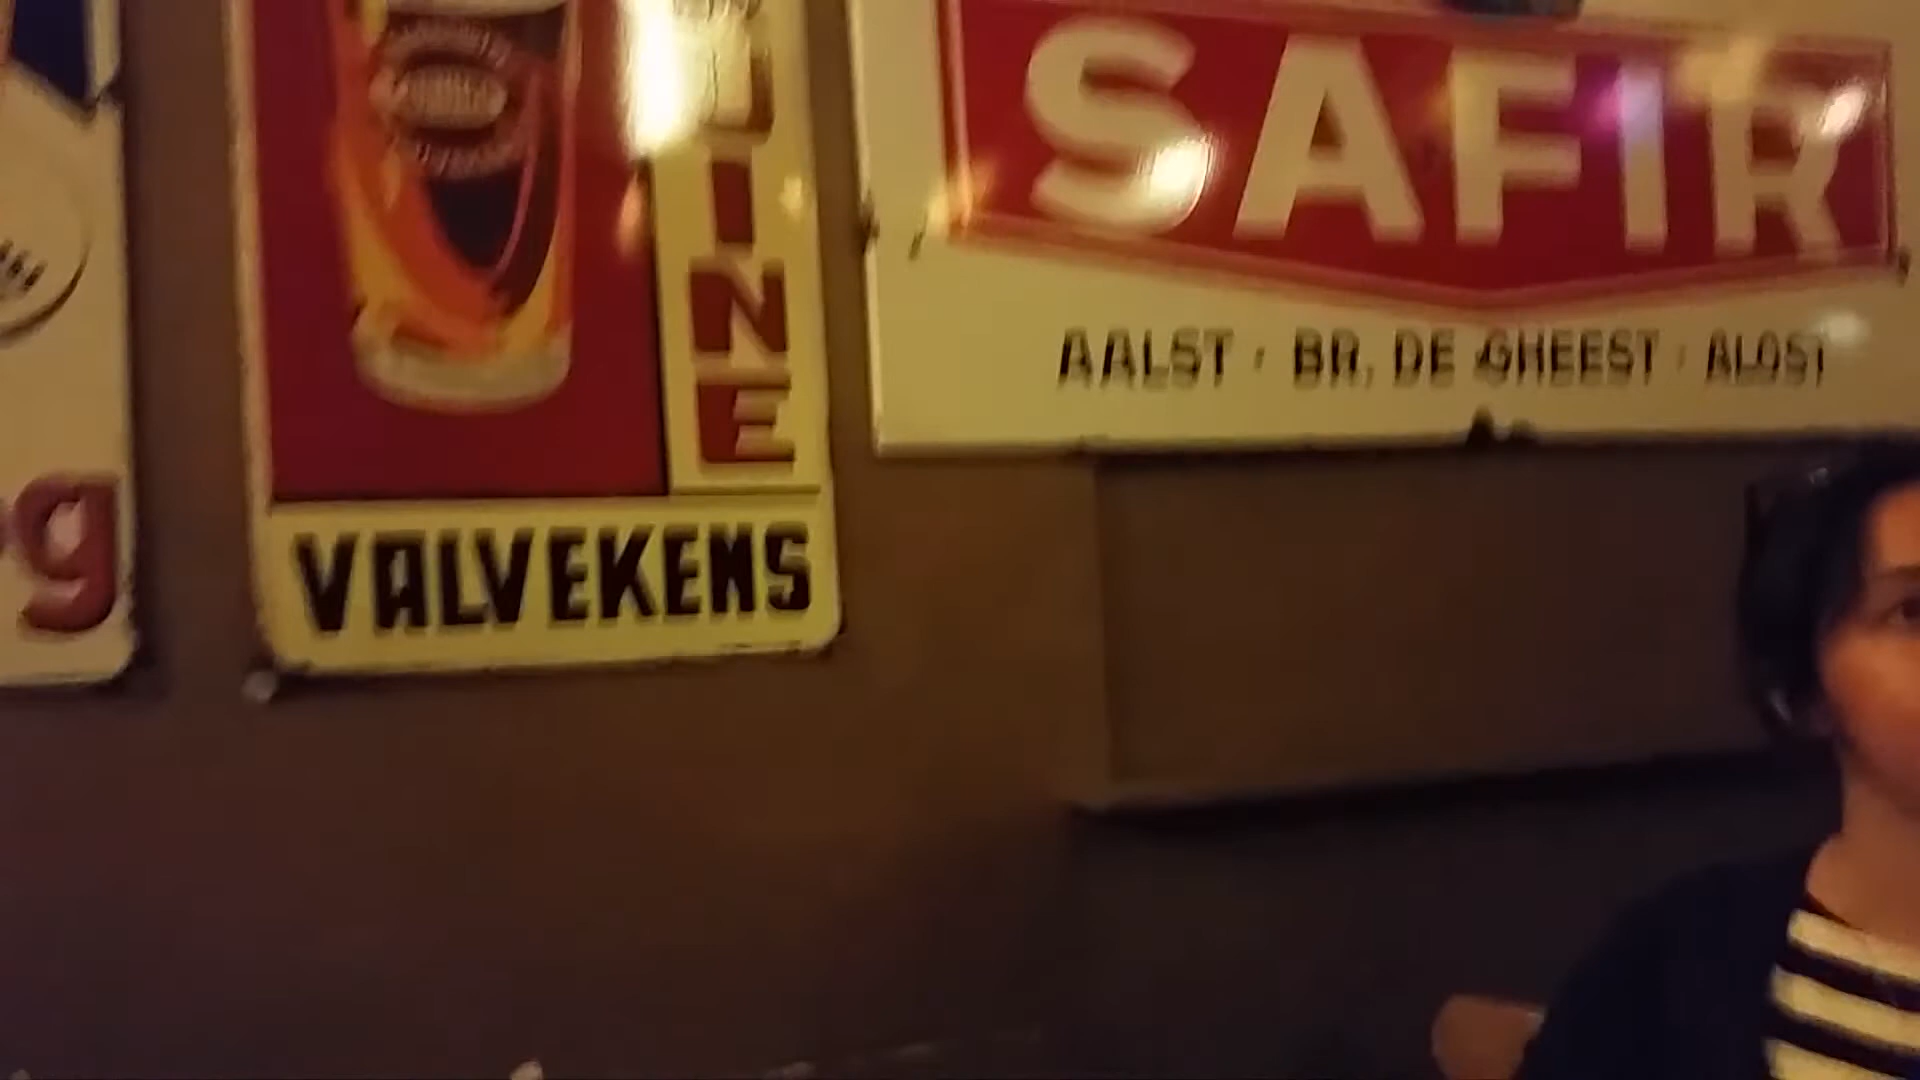 g
INE
VALVEKENS
SAFIR
AALST · BR. DE GHEEST · ALOST